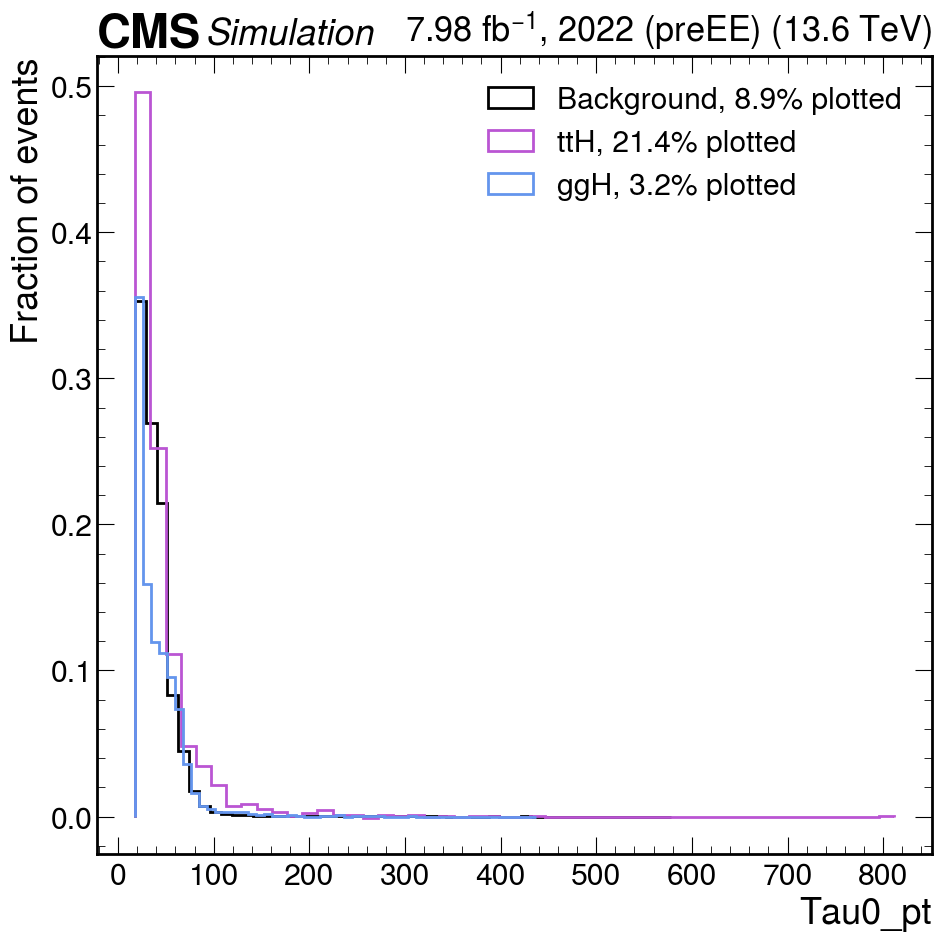 CMS Simulation 7.98 fb⁻¹, 2022 (preEE) (13.6 TeV)
Fraction of events
Background, 8.9% plotted
ttH, 21.4% plotted
ggH, 3.2% plotted
0.5
0.4
0.3
0.2
0.1
0.0
0 100 200 300 400 500 600 700 800
Tau0_pt